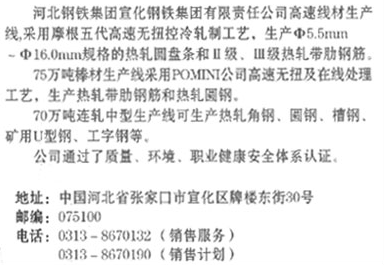 河北钢铁集团宣化钢铁集团有限责任公司高速线材生产
线,采用摩根五代高速无扭控冷轧制工艺，生产Φ5.5mm
~Φ16.0mm规格的热轧圆盘条和Ⅱ级、Ⅲ级热轧带肋钢筋。
75万吨棒材生产线采用POMINI公司高速无扭及在线处理
工艺，生产热轧带肋钢筋和热轧圆钢。
70万吨连轧中型生产线可生产热轧角钢、圆钢、槽钢、
矿用U型钢、工字钢等。
公司通过了质量、环境、职业健康安全体系认证。
地址：中国河北省张家口市宣化区牌楼东街30号
邮编：075100
电话：0313－8670132（销售服务）
0313－8670190（销售计划）